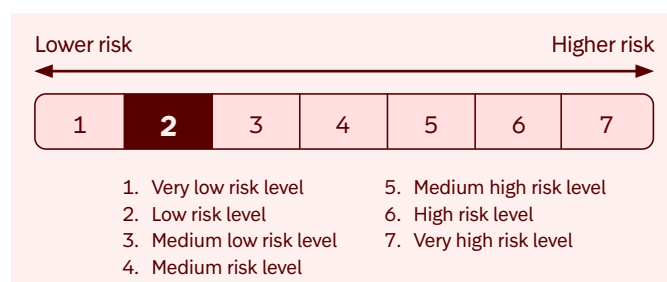 Lower risk Higher risk
1 2 3 4 5 6 7
1. Very low risk level
2. Low risk level
3. Medium low risk level
4. Medium risk level
5. Medium high risk level
6. High risk level
7. Very high risk level